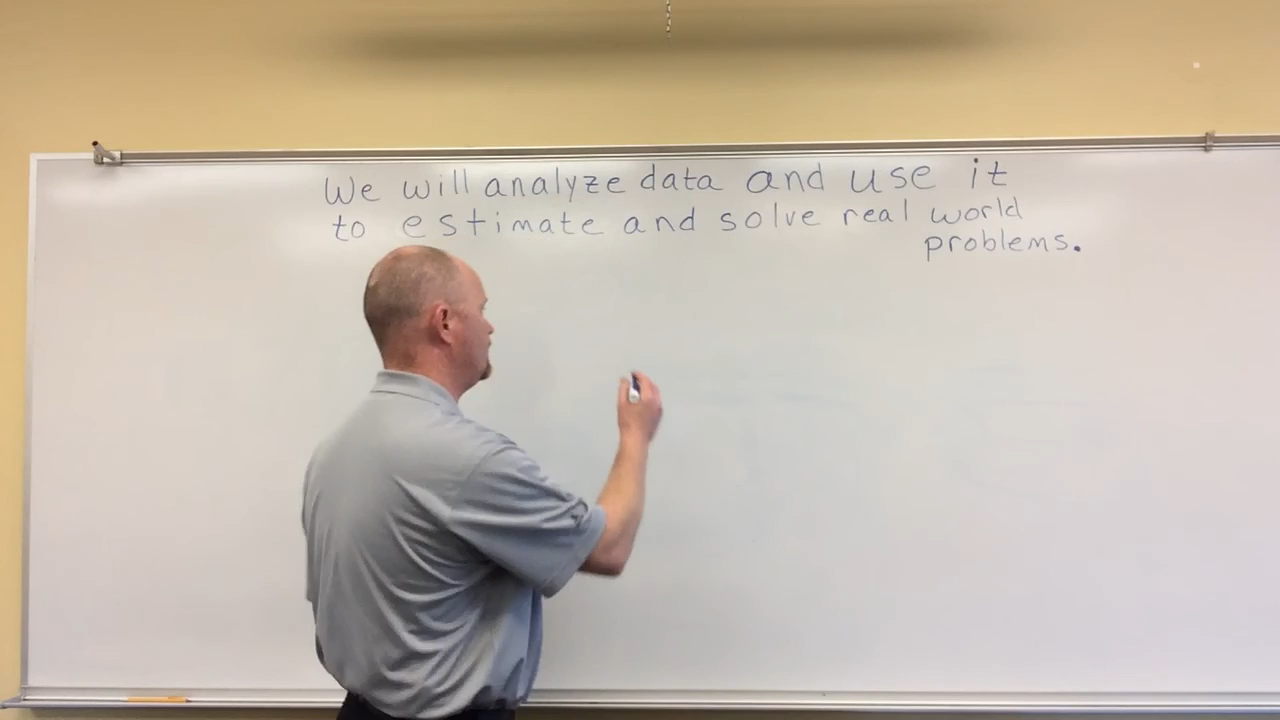 We will analyze data and use it
to estimate and solve real world
problems.